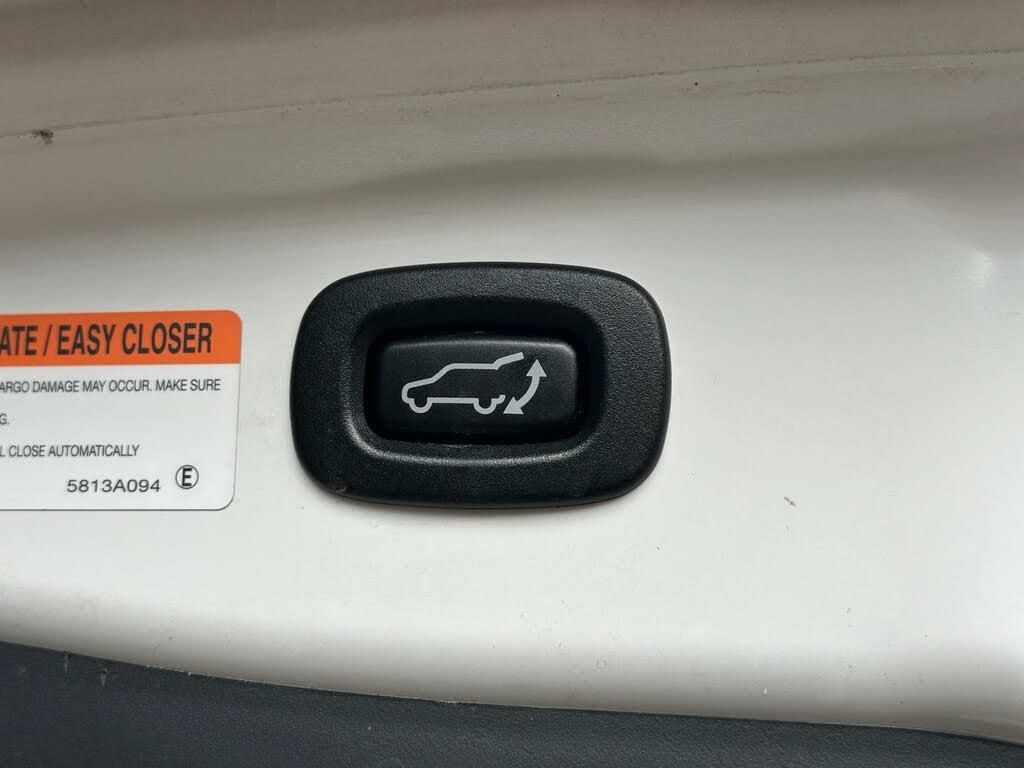 ATE / EASY CLOSER
ARGO DAMAGE MAY OCCUR. MAKE SURE
G.
L CLOSE AUTOMATICALLY
5813A094 E